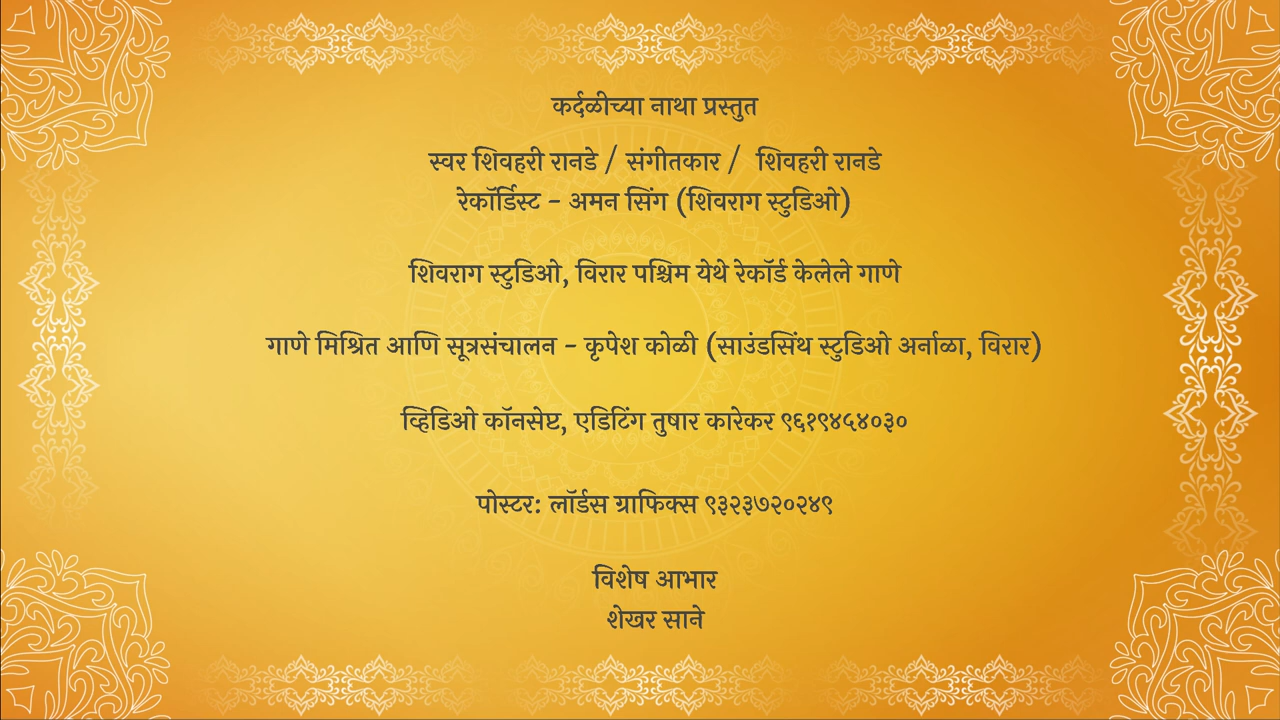 कर्दळीच्या नाथा प्रस्तुत
स्वर शिवहरी रानडे / संगीतकार / शिवहरी रानडे
रेकॉर्डिस्ट - अमन सिंग (शिवराग स्टुडिओ)
शिवराग स्टुडिओ, विरार पश्चिम येथे रेकॉर्ड केलेले गाणे
गाणे मिश्रित आणि सूत्रसंचालन - कृपेश कोळी (साउंडसिंथ स्टुडिओ अर्नाळा, विरार)
व्हिडिओ कॉनसेप्ट, एडिटिंग तुषार कारेकर ९६१९४५४०३०
पोस्टर: लॉर्डस ग्राफिक्स ९३२३७२०२४९
विशेष आभार
शेखर साने